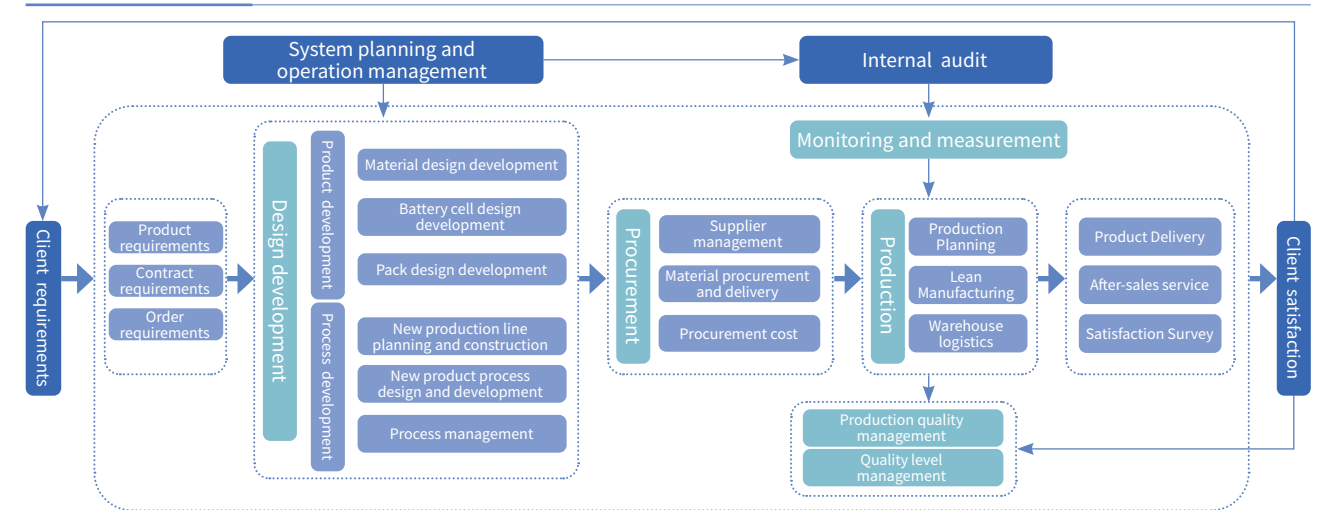 System planning and
operation management
Internal audit
Monitoring and measurement
Client requirements
Product
requirements
Contract
requirements
Order
requirements
Design development
Product development
Material design development
Battery cell design
development
Pack design development
Process development
New production line
planning and construction
New product process
design and development
Process management
Procurement
Supplier
management
Material procurement
and delivery
Procurement cost
Production
Production
Planning
Lean
Manufacturing
Warehouse
logistics
Product Delivery
After-sales service
Satisfaction Survey
Client satisfaction
Production quality
management
Quality level
management